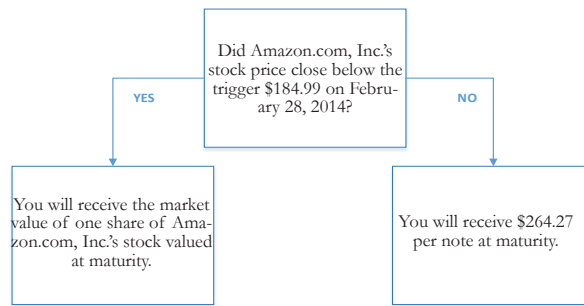 Did Amazon.com, Inc.'s
stock price close below the
trigger $184.99 on Febru-
ary 28, 2014?
YES
NO
You will receive the market
value of one share of Ama-
zon.com, Inc.'s stock valued
at maturity.
You will receive $264.27
per note at maturity.